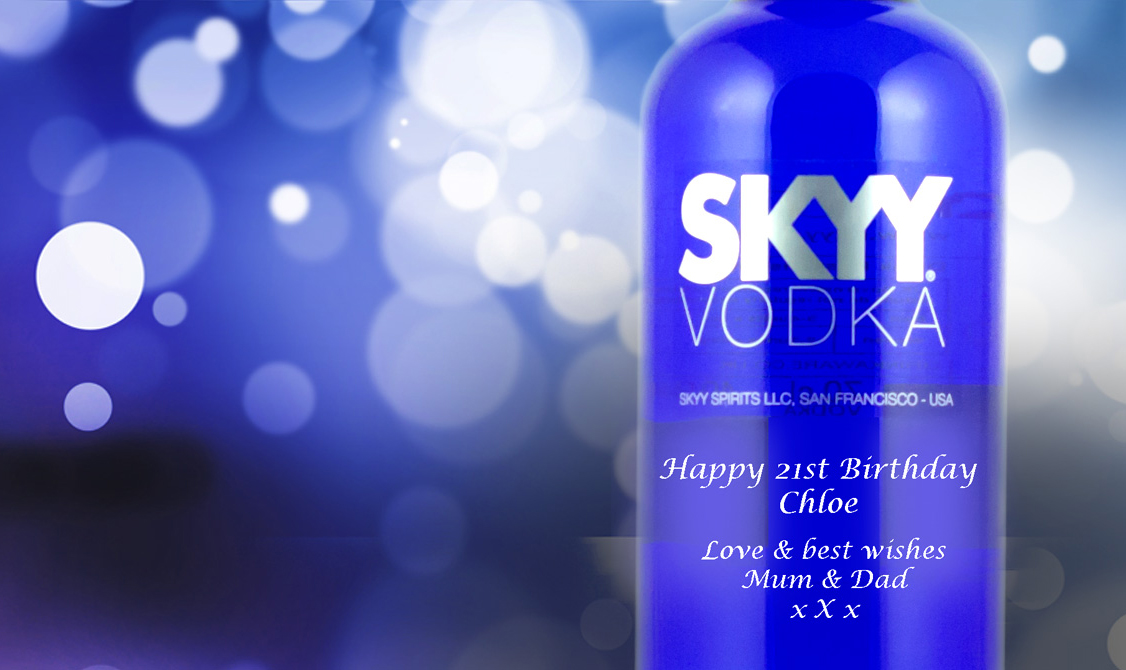 SKYY
VODKA
SKYY SPIRITS LLC, SAN FRANCISCO - USA
Happy 21st Birthday
Chloe
Love & best wishes
Mum & Dad
x X x